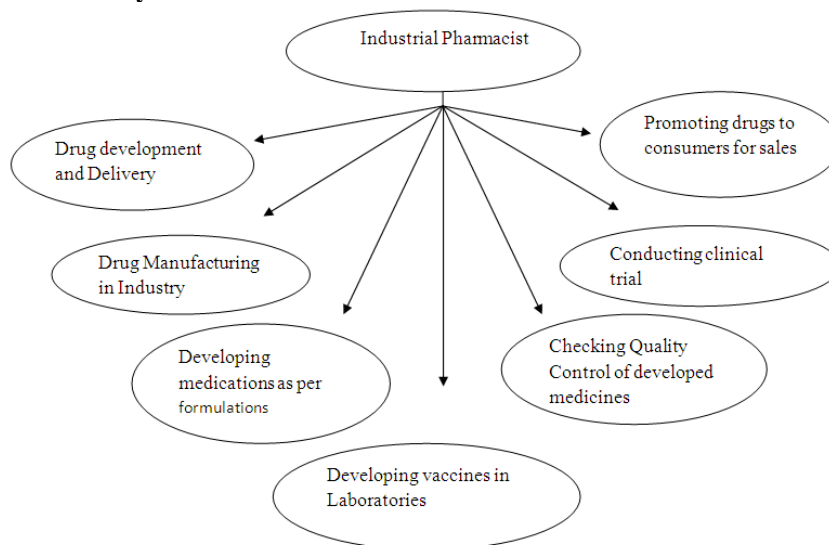 Industrial Pharmacist
Drug development
and Delivery
Promoting drugs to
consumers for sales
Drug Manufacturing
in Industry
Conducting clinical
trial
Developing
medications as per
formulations
Checking Quality
Control of developed
medicines
Developing vaccines in
Laboratories